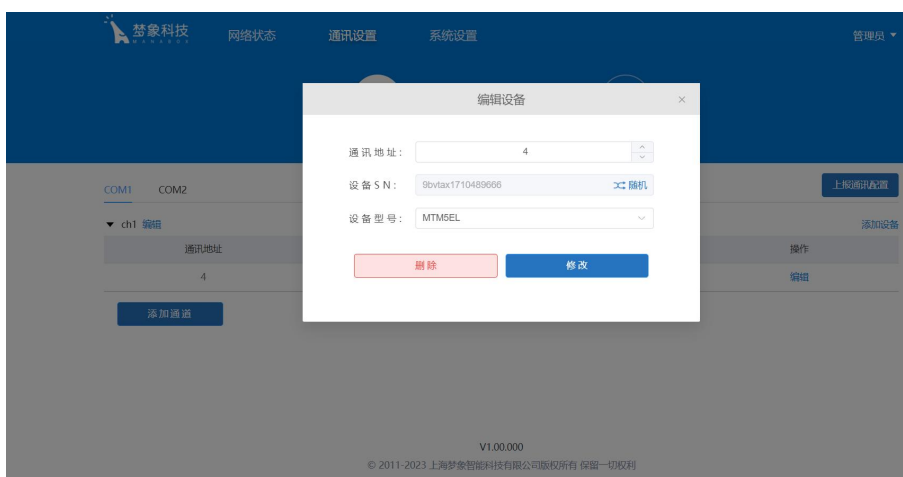 梦象科技 网络状态 通讯设置 系统设置 管理员
编辑设备 ×
通讯地址: 4
COM1 COM2 设备SN: 9bvtax1710489666 随机 上报通讯配置
ch1 编辑 设备型号: MTM5EL 添加设备
通讯地址 操作
4 删除 修改 编辑
添加通道
V1.00.000
© 2011-2023 上海梦象智能科技有限公司版权所有 保留一切权利